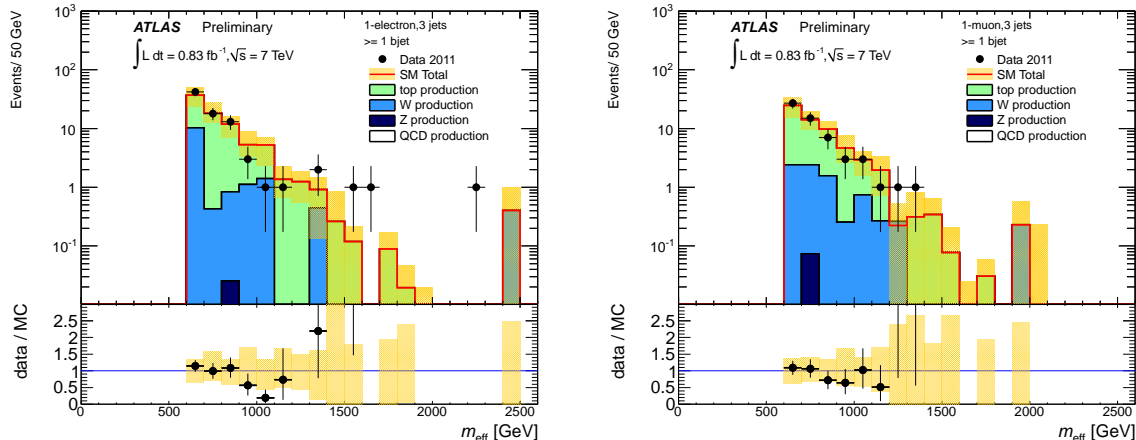 ATLAS Preliminary
∫ L dt = 0.83 fb⁻¹, √s = 7 TeV
1-electron,3 jets
>= 1 bjet
Data 2011
SM Total
top production
W production
Z production
QCD production
Events/ 50 GeV
10³
10²
10
1
10⁻¹
data / MC
2.5
2
1.5
1
0.5
0
0 500 1000 1500 2000 2500
m_eff [GeV]
ATLAS Preliminary
∫ L dt = 0.83 fb⁻¹, √s = 7 TeV
1-muon,3 jets
>= 1 bjet
Data 2011
SM Total
top production
W production
Z production
QCD production
Events/ 50 GeV
10³
10²
10
1
10⁻¹
data / MC
2.5
2
1.5
1
0.5
0
0 500 1000 1500 2000 2500
m_eff [GeV]